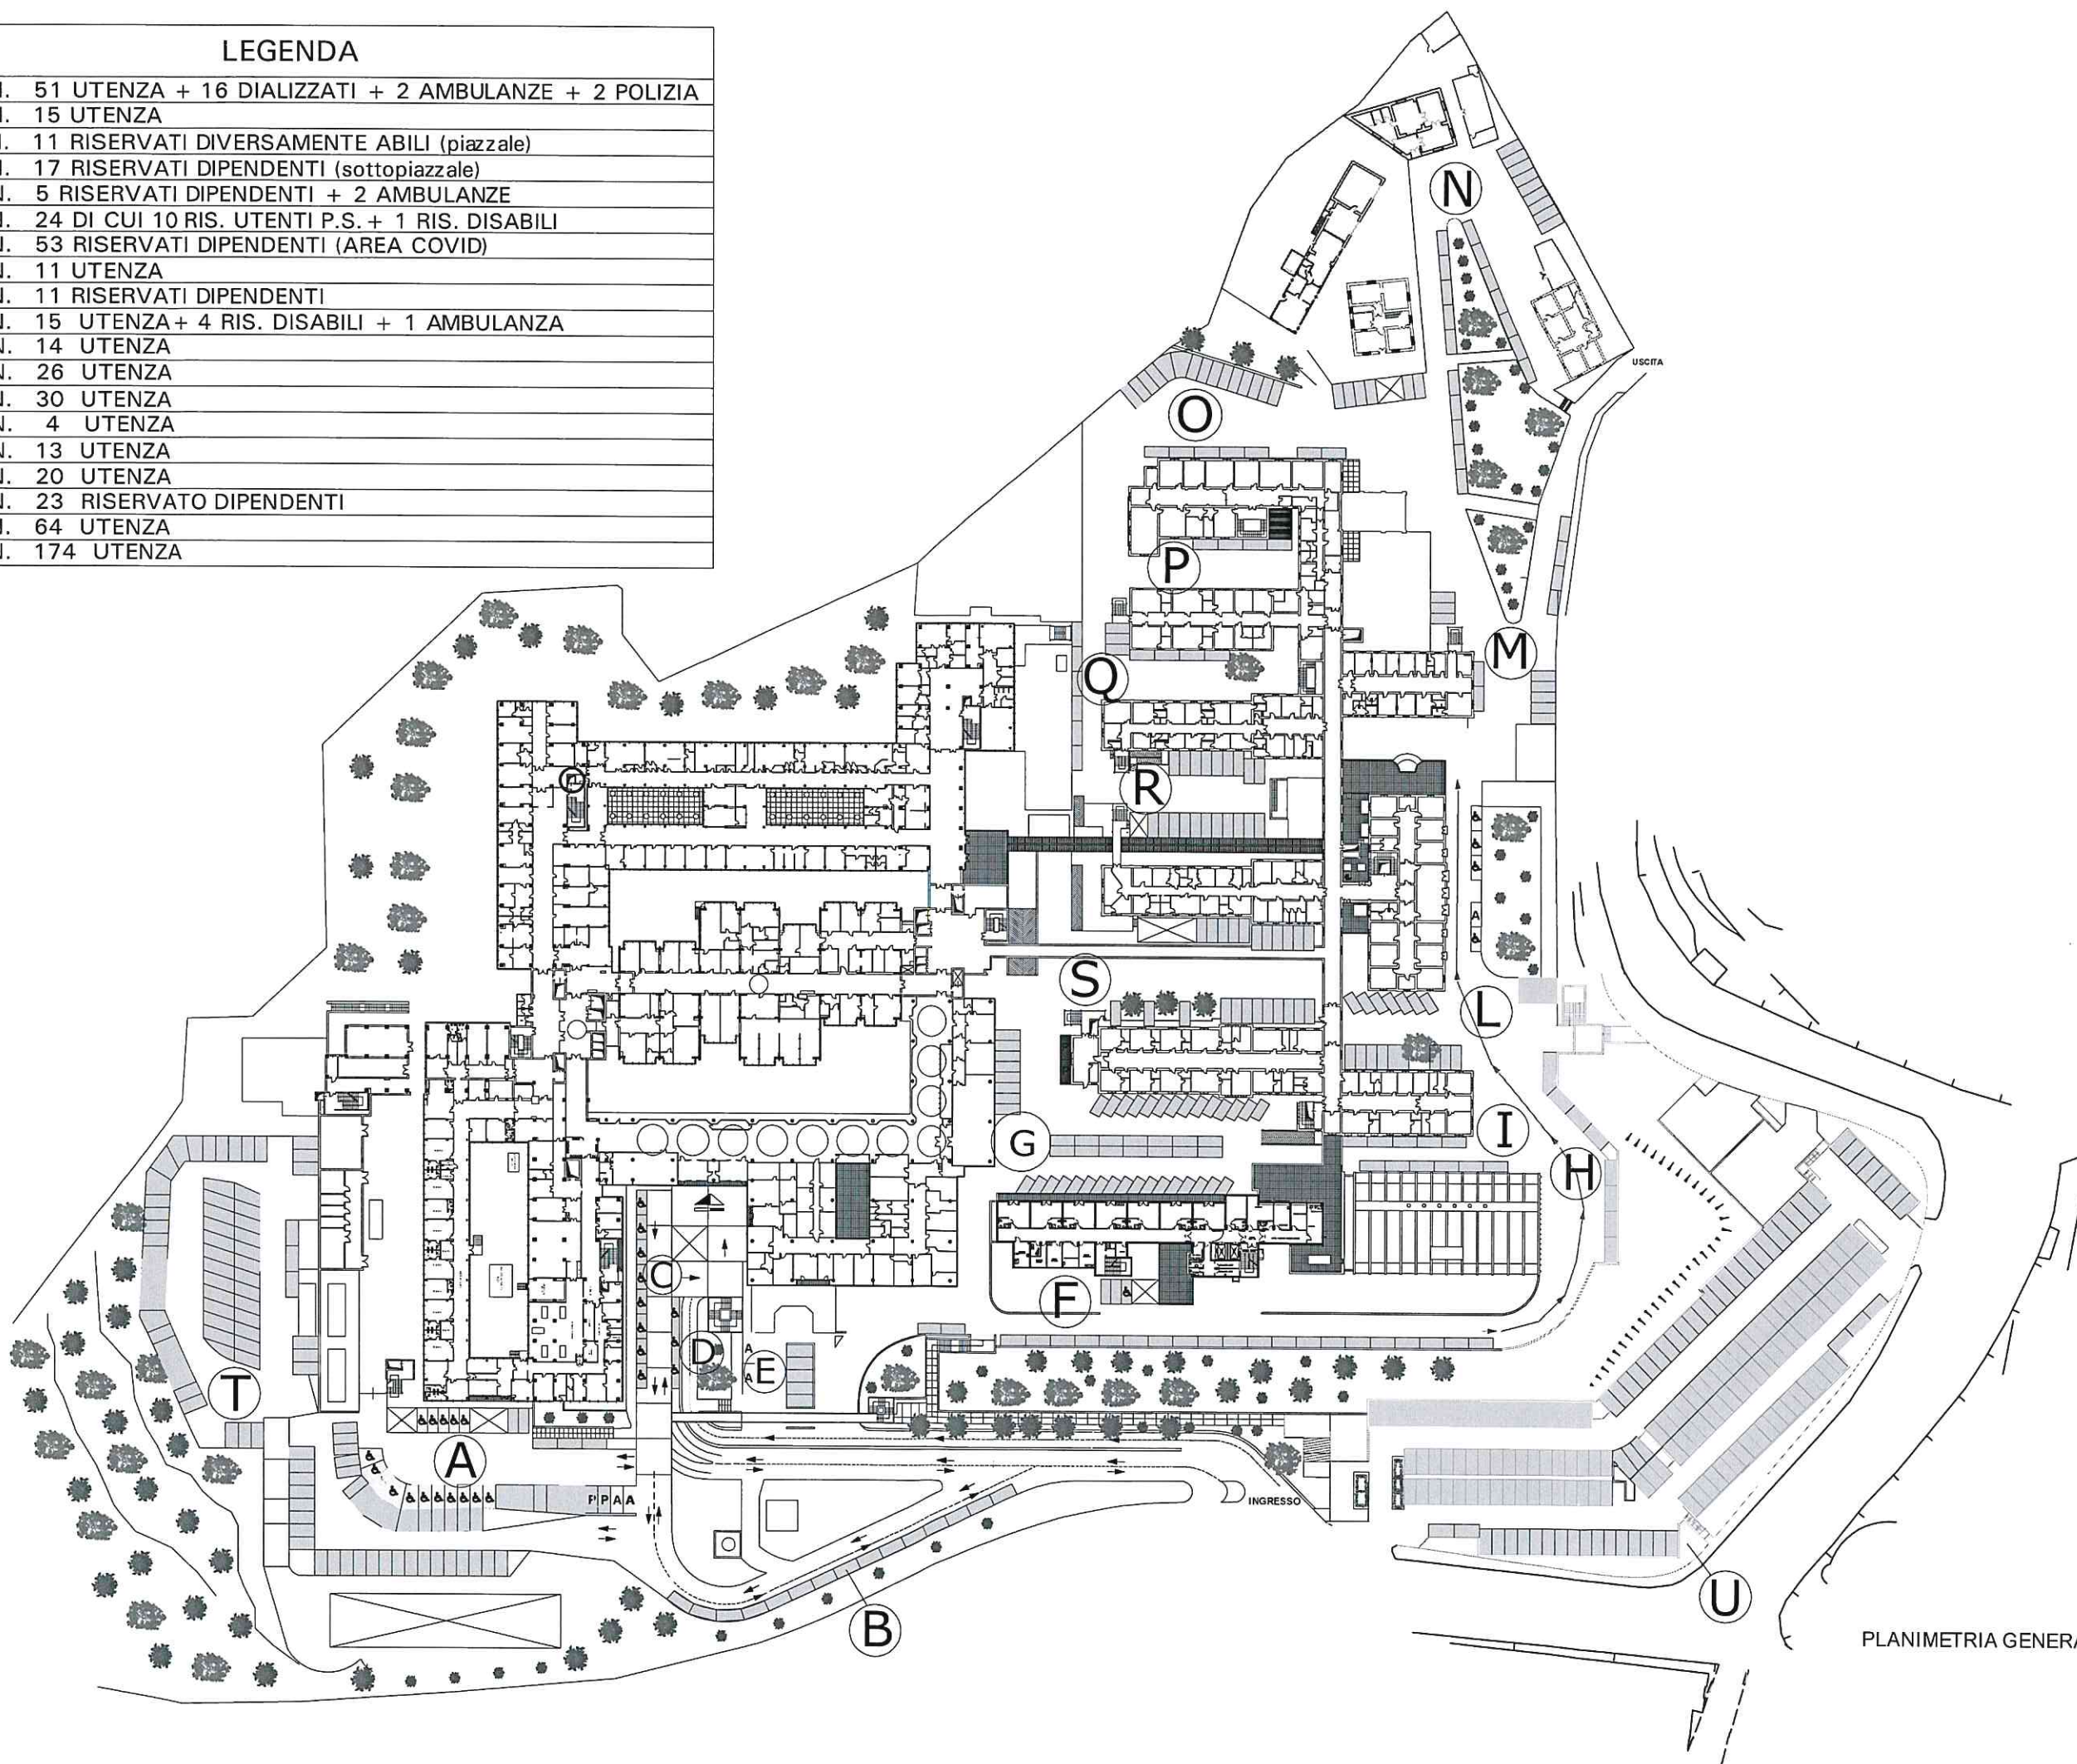 LEGENDA
51 UTENZA + 16 DIALIZZATI + 2 AMBULANZE + 2 POLIZIA
15 UTENZA
11 RISERVATI DIVERSAMENTE ABILI (piazzale)
17 RISERVATI DIPENDENTI (sottopiazzale)
N. 5 RISERVATI DIPENDENTI + 2 AMBULANZE
24 DI CUI 10 RIS. UTENTI P.S. + 1 RIS. DISABILI
N. 53 RISERVATI DIPENDENTI (AREA COVID)
N. 11 UTENZA
N. 11 RISERVATI DIPENDENTI
N. 15 UTENZA+ 4 RIS. DISABILI + 1 AMBULANZA
N. 14 UTENZA
N. 26 UTENZA
N. 30 UTENZA
N. 4 UTENZA
N. 13 UTENZA
N. 20 UTENZA
N. 23 RISERVATO DIPENDENTI
64 UTENZA
N. 174 UTENZA
N
USCITA
O
P
M
Q
R
S
L
I
G
H
C
F
D
A
E
A
T
A
P P A A
INGRESSO
B
U
A
PLANIMETRIA GENERA